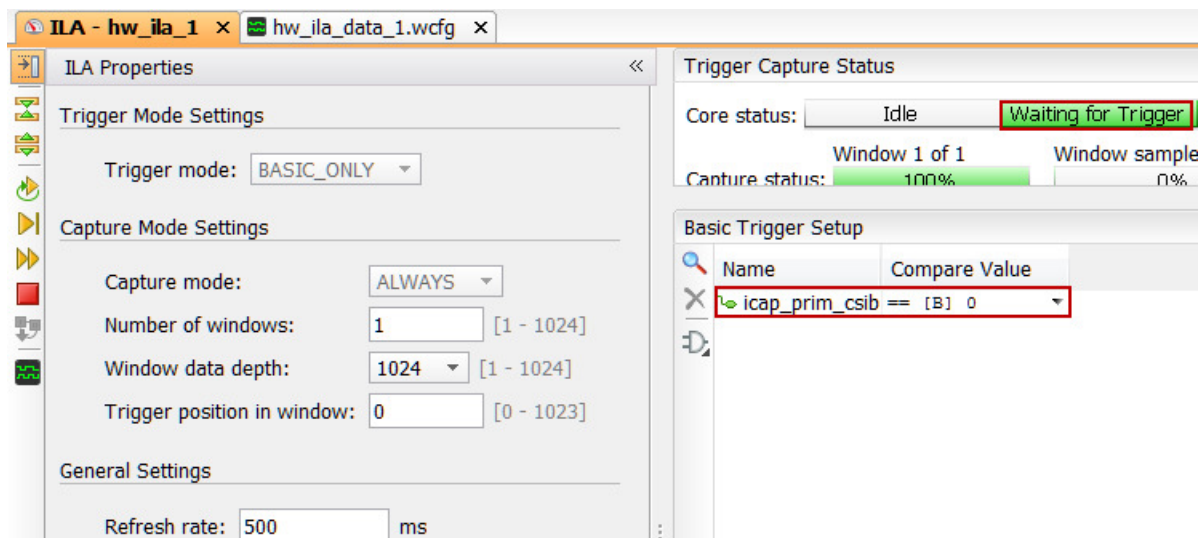 ILA - hw_ila_1 × hw_ila_data_1.wcfg ×
ILA Properties «
Trigger Mode Settings
Trigger mode: BASIC_ONLY
Capture Mode Settings
Capture mode: ALWAYS
Number of windows: 1 [1 - 1024]
Window data depth: 1024 [1 - 1024]
Trigger position in window: 0 [0 - 1023]
General Settings
Refresh rate: 500 ms
Trigger Capture Status
Core status: Idle Waiting for Trigger
Window 1 of 1 Window sample
Capture status: 100% 0%
Basic Trigger Setup
Name Compare Value
icap_prim_csib == [B] 0